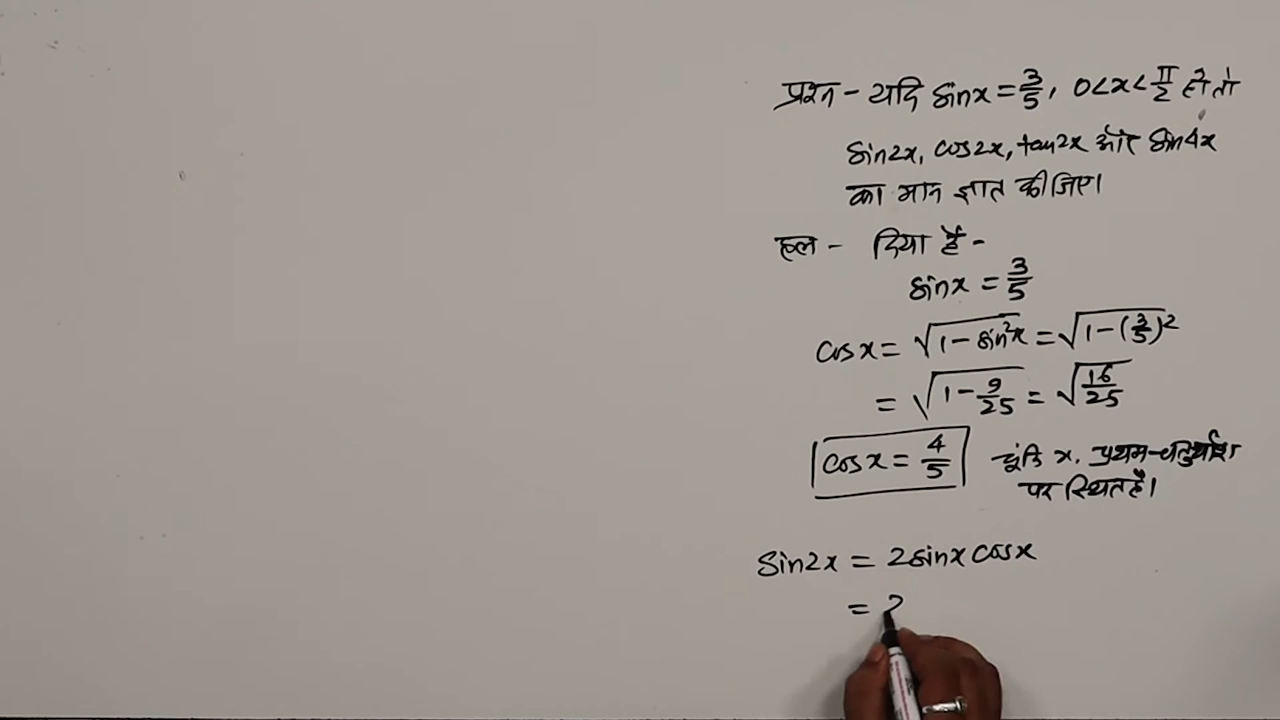 प्रश्न - यदि sinx = 3/5, 0<x<π/2 हो तो
sin2x, cos2x, tan2x और sin4x
का मान ज्ञात कीजिए।
हल - दिया है -
sinx = 3/5
cosx = √(1 - sin²x) = √(1 - (3/5)²)
= √(1 - 9/25) = √(16/25)
cosx = 4/5 चूंकि x, प्रथम चतुर्थांश
पर स्थित है।
Sin2x = 2sinx cosx
= 2